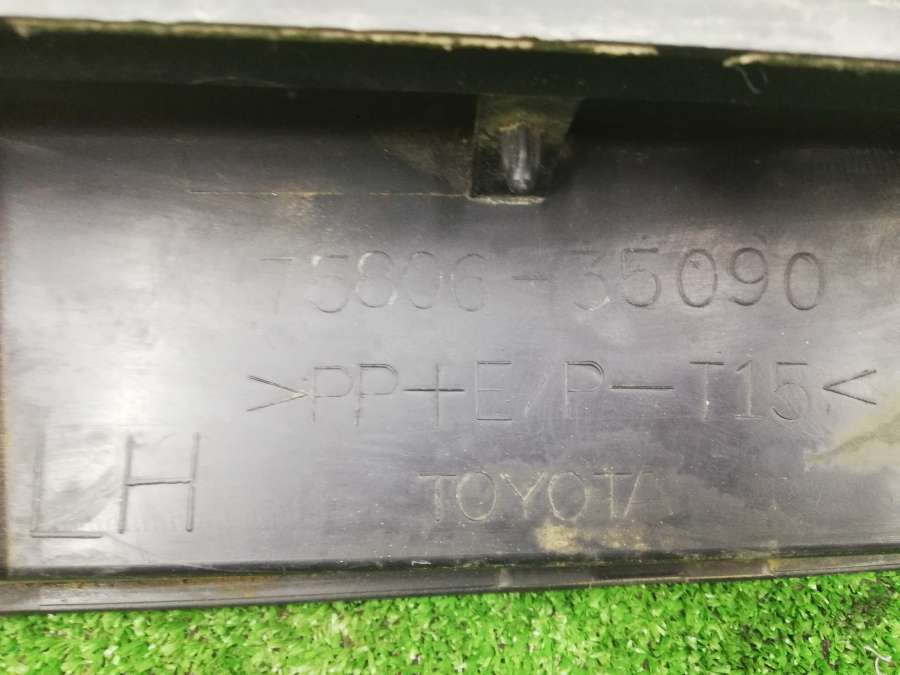 75806-35090
>PP+E/P-T15<
LH
TOYOTA